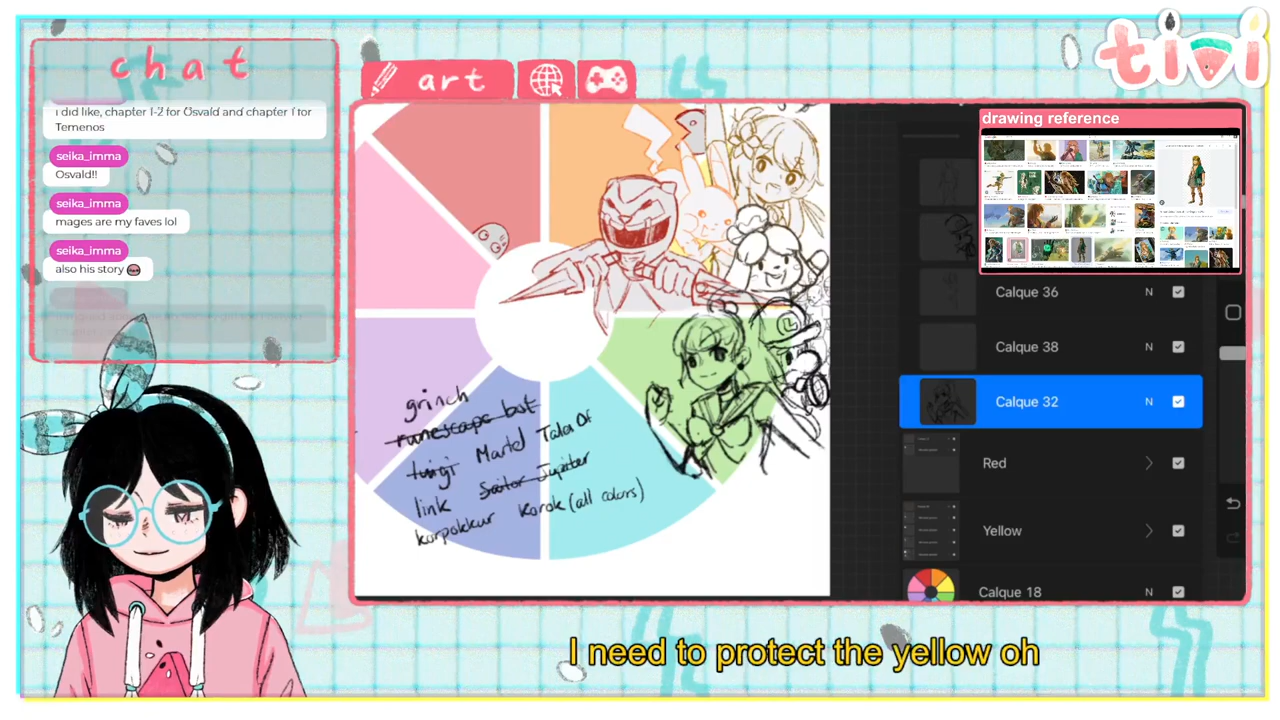 chat
i did like, chapter 1-2 for Osvald and chapter 1 for
Temenos
seika_imma
Osvald!!
seika_imma
mages are my faves lol
seika_imma
also his story
art
tivi
drawing reference
Calque 36
N
Calque 38
N
Calque 32
N
Red
Yellow
Calque 18
N
grinch
runescape bot
luigi Martel Tales Of
link Sailor Jupiter
korpokkur korok (all colors)
L
I need to protect the yellow oh